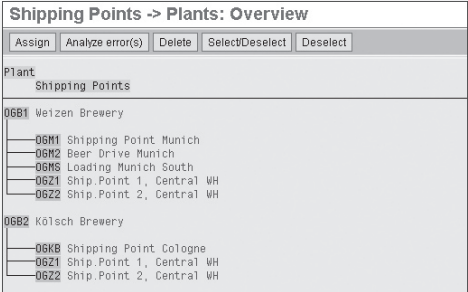 Shipping Points -> Plants: Overview
Assign Analyze error(s) Delete Select/Deselect Deselect
Plant
Shipping Points
OGB1 Weizen Brewery
OGM1 Shipping Point Munich
OGM2 Beer Drive Munich
OGMS Loading Munich South
OGZ1 Ship.Point 1, Central WH
OGZ2 Ship.Point 2, Central WH
OGB2 Kölsch Brewery
OGKB Shipping Point Cologne
OGZ1 Ship.Point 1, Central WH
OGZ2 Ship.Point 2, Central WH